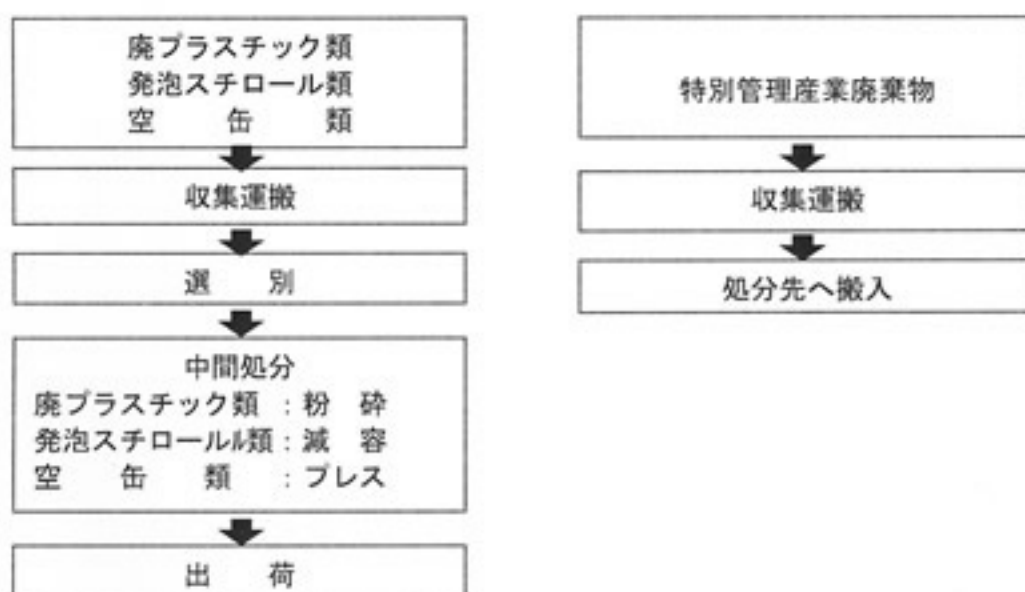 廃プラスチック類
発泡スチロール類
空　缶　類
収集運搬
選　別
中間処分
廃プラスチック類：粉　砕
発泡スチロールル類：減　容
空　缶　類：プレス
出　荷
特別管理産業廃棄物
収集運搬
処分先へ搬入